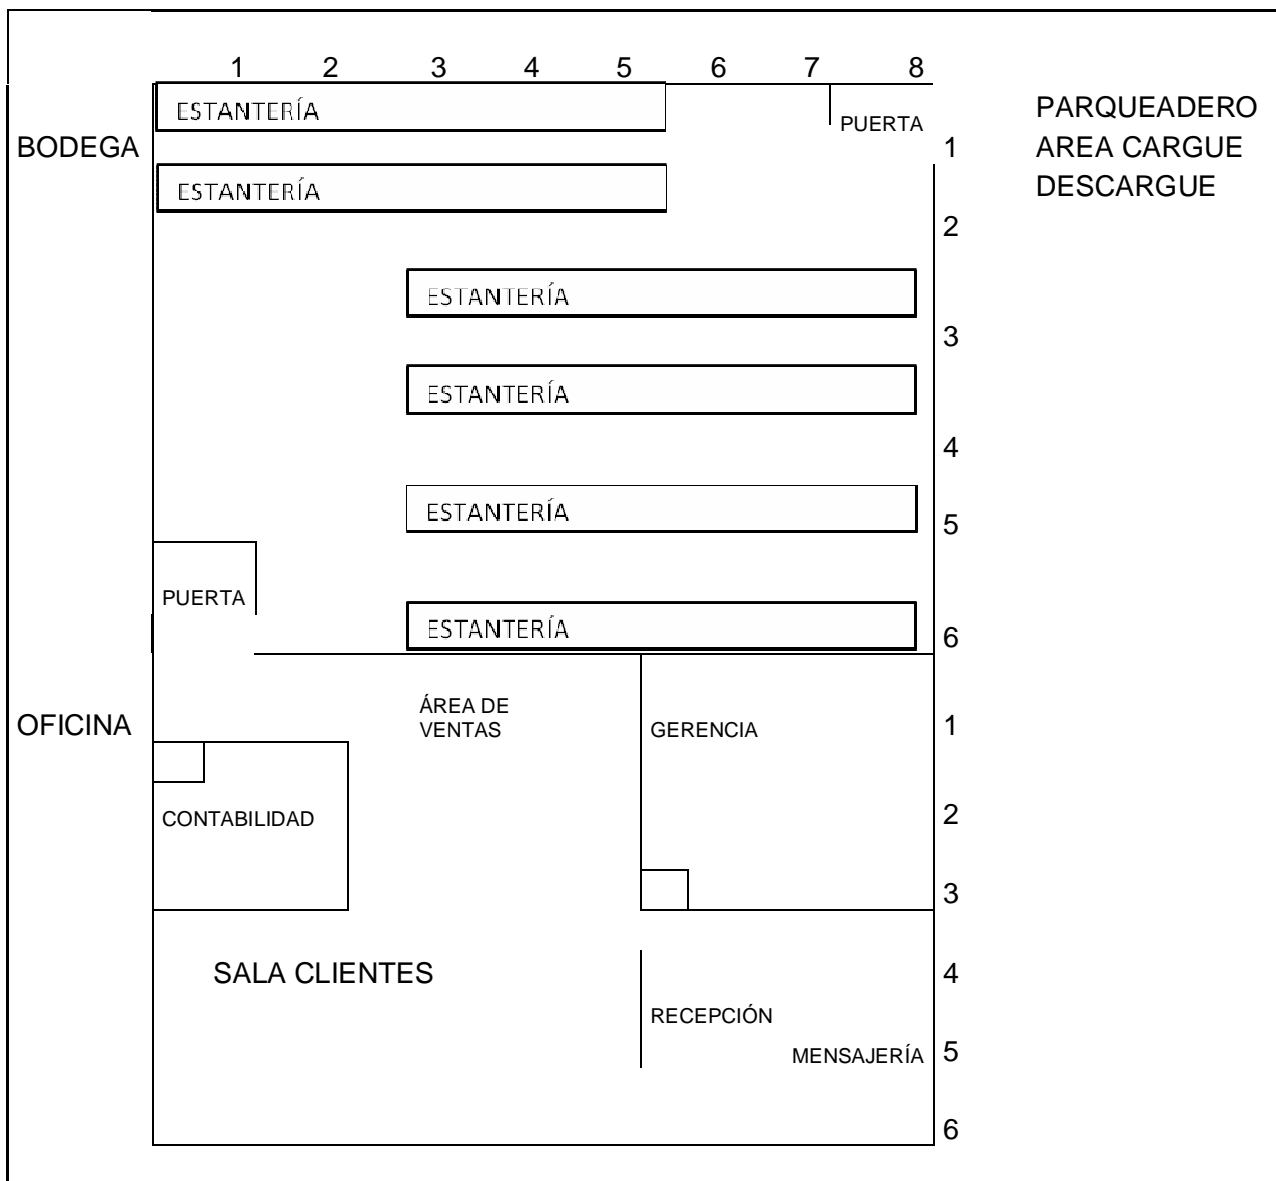 1 2 3 4 5 6 7 8
ESTANTERÍA
PUERTA
PARQUEADERO
BODEGA
1
AREA CARGUE
ESTANTERÍA
DESCARGUE
2
ESTANTERÍA
3
ESTANTERÍA
4
ESTANTERÍA
5
PUERTA
ESTANTERÍA
6
OFICINA
ÁREA DE
VENTAS
GERENCIA
1
CONTABILIDAD
2
3
SALA CLIENTES
4
RECEPCIÓN
MENSAJERÍA
5
6